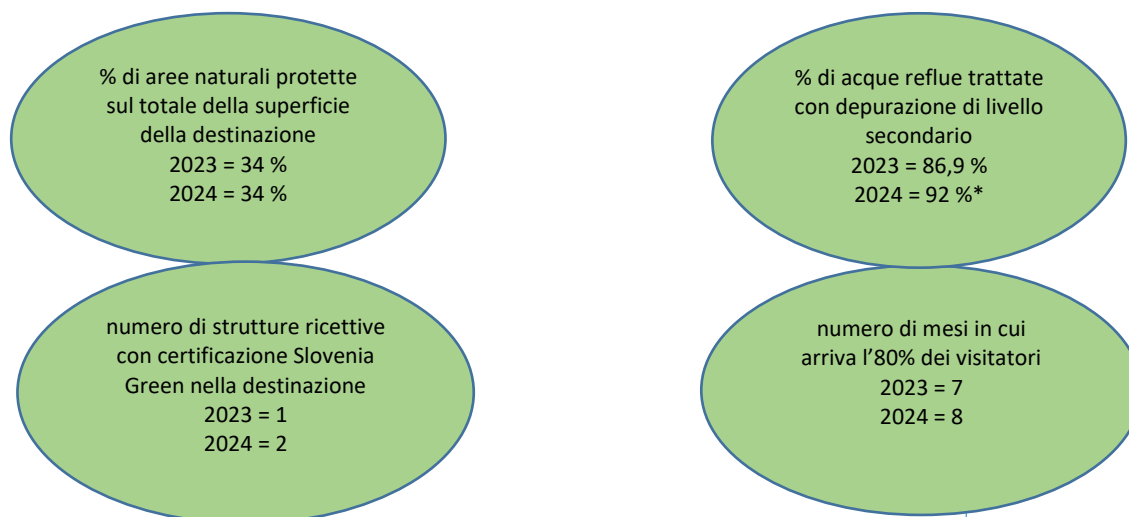 % di aree naturali protette
sul totale della superficie
della destinazione
2023 = 34 %
2024 = 34 %
% di acque reflue trattate
con depurazione di livello
secondario
2023 = 86,9 %
2024 = 92 %*
numero di strutture ricettive
con certificazione Slovenia
Green nella destinazione
2023 = 1
2024 = 2
numero di mesi in cui
arriva l’80% dei visitatori
2023 = 7
2024 = 8